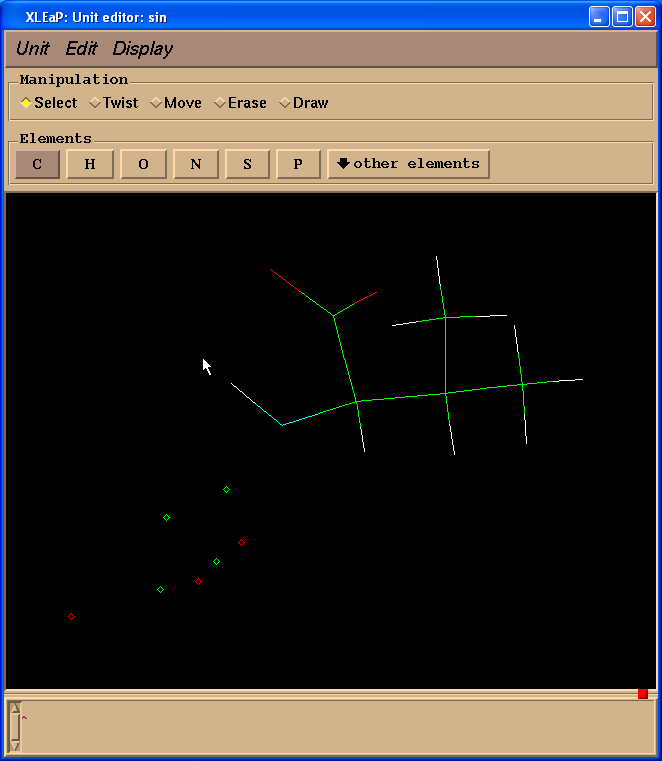 XLEaP: Unit editor: sin
Unit Edit Display
Manipulation
Select Twist Move Erase Draw
Elements
C H O N S P other elements